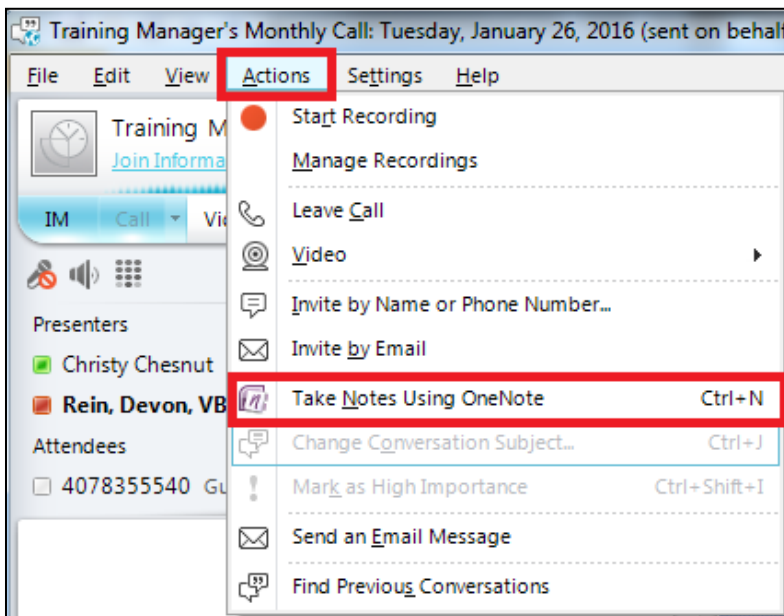 Training Manager's Monthly Call: Tuesday, January 26, 2016 (sent on behalf
File Edit View Actions Settings Help
Training M
Join Informa
IM Call Vi
Presenters
Christy Chesnut
Rein, Devon, VB
Attendees
4078355540 Gu
Start Recording
Manage Recordings
Leave Call
Video
Invite by Name or Phone Number...
Invite by Email
Take Notes Using OneNote Ctrl+N
Change Conversation Subject... Ctrl+J
Mark as High Importance Ctrl+Shift+I
Send an Email Message
Find Previous Conversations